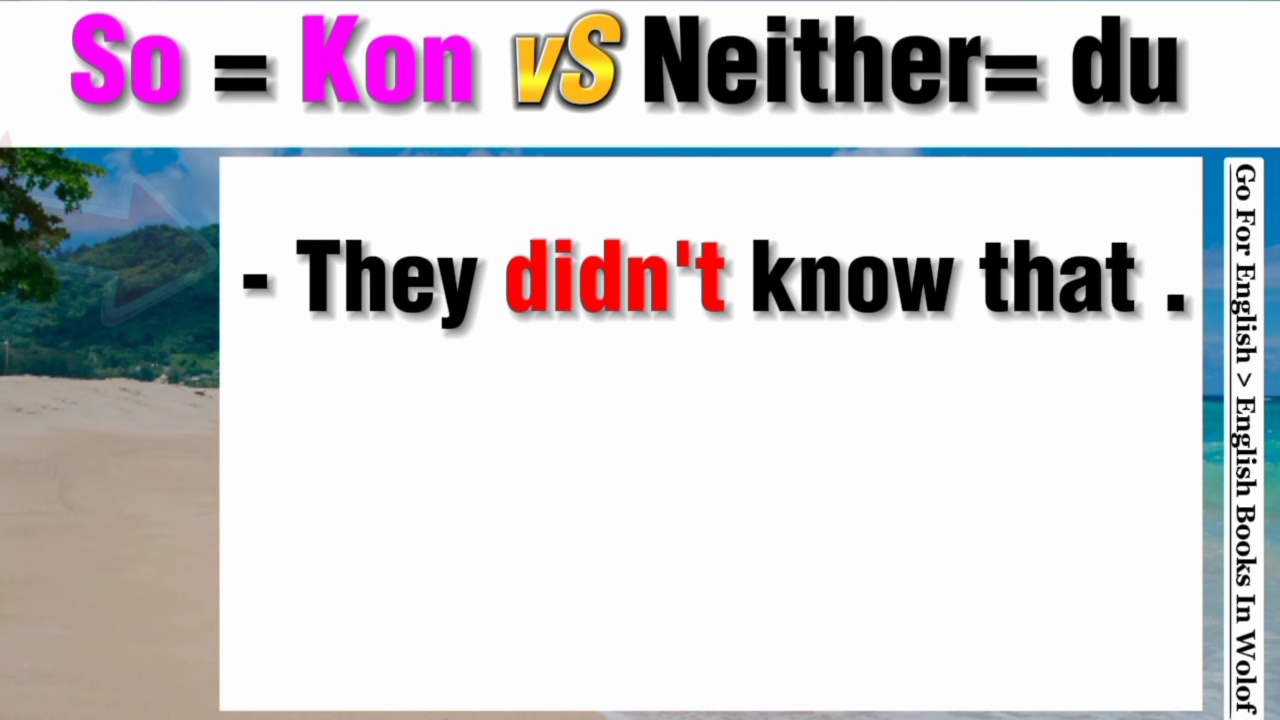 So = Kon vS Neither= du
- They didn't know that .
Go For English > English Books In Wolof